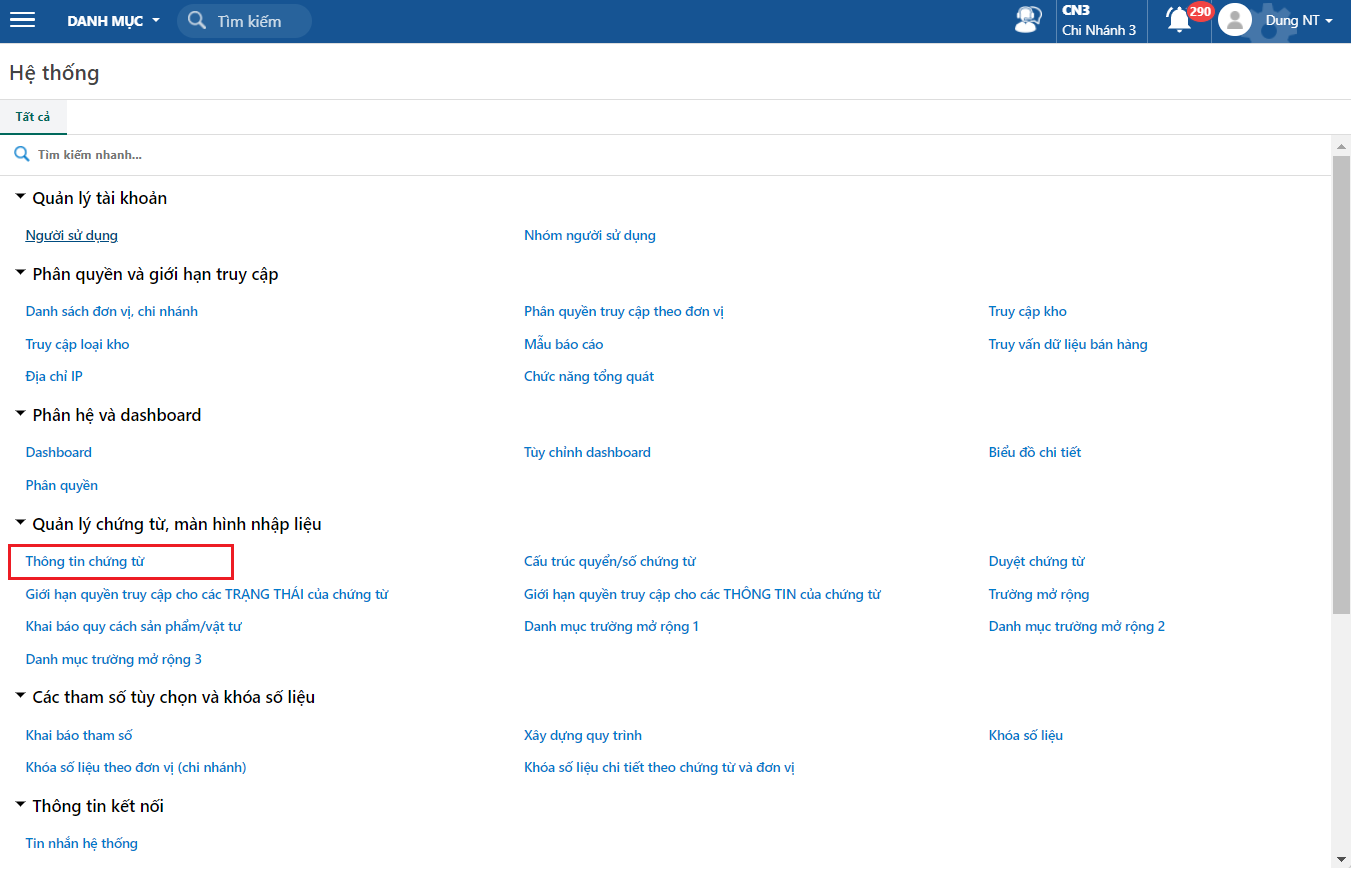 DANH MỤC Tìm kiếm CN3 290 Dung NT
Chi Nhánh 3
Hệ thống
Tất cả
Tìm kiếm nhanh...
Quản lý tài khoản
Người sử dụng Nhóm người sử dụng
Phân quyền và giới hạn truy cập
Danh sách đơn vị, chi nhánh Phân quyền truy cập theo đơn vị Truy cập kho
Truy cập loại kho Mẫu báo cáo Truy vấn dữ liệu bán hàng
Địa chỉ IP Chức năng tổng quát
Phân hệ và dashboard
Dashboard Tùy chỉnh dashboard Biểu đồ chi tiết
Phân quyền
Quản lý chứng từ, màn hình nhập liệu
Thông tin chứng từ Cấu trúc quyển/số chứng từ Duyệt chứng từ
Giới hạn quyền truy cập cho các TRẠNG THÁI của chứng từ Giới hạn quyền truy cập cho các THÔNG TIN của chứng từ Trường mở rộng
Khai báo quy cách sản phẩm/vật tư Danh mục trường mở rộng 1 Danh mục trường mở rộng 2
Danh mục trường mở rộng 3
Các tham số tùy chọn và khóa số liệu
Khai báo tham số Xây dựng quy trình Khóa số liệu
Khóa số liệu theo đơn vị (chi nhánh) Khóa số liệu chi tiết theo chứng từ và đơn vị
Thông tin kết nối
Tin nhắn hệ thống